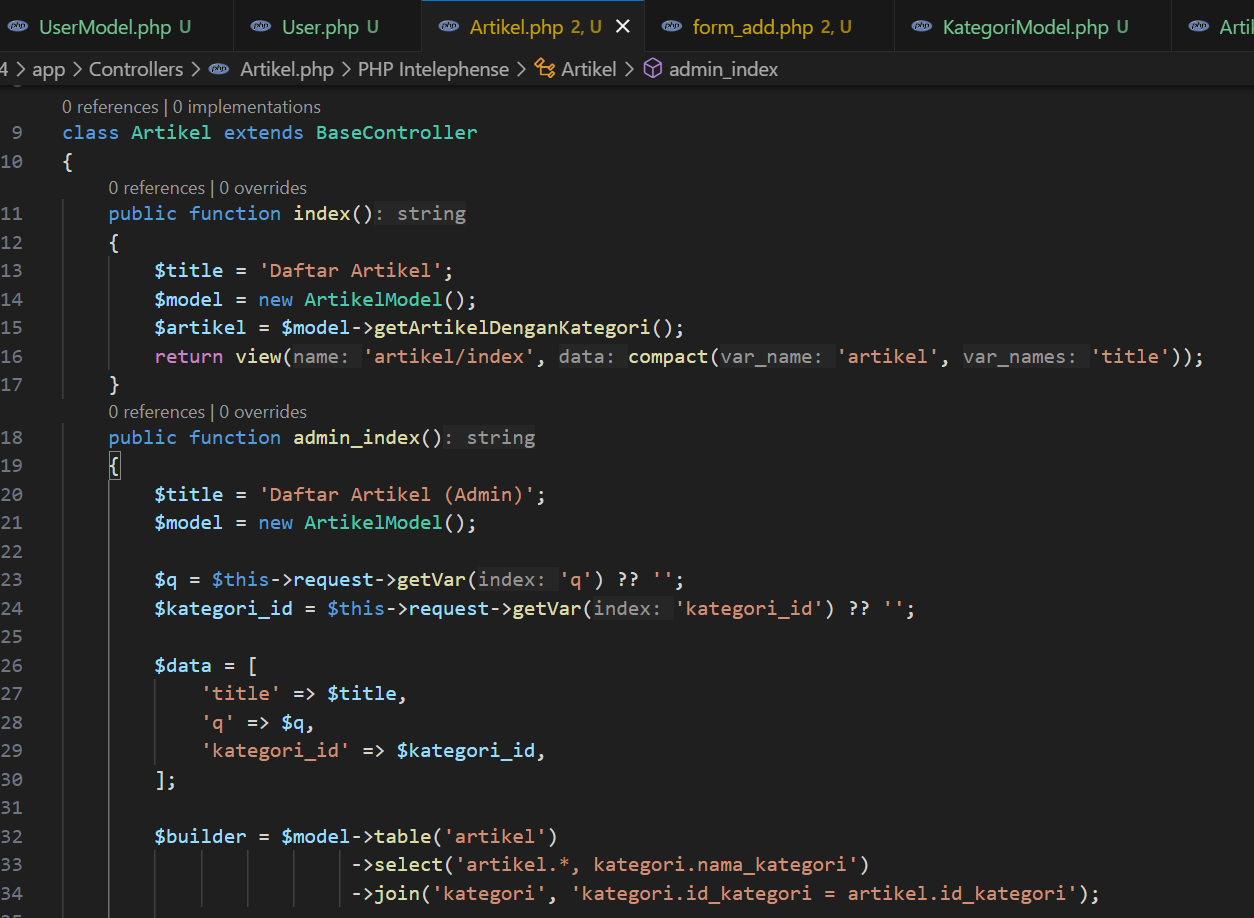 UserModel.php U User.php U Artikel.php 2, U form_add.php 2, U KategoriModel.php U Arti
4 > app > Controllers > Artikel.php > PHP Intelephense > Artikel > admin_index
0 references | 0 implementations
9 class Artikel extends BaseController
10 {
0 references | 0 overrides
11 public function index(): string
12 {
13 $title = 'Daftar Artikel';
14 $model = new ArtikelModel();
15 $artikel = $model->getArtikelDenganKategori();
16 return view(name: 'artikel/index', data: compact(var_name: 'artikel', var_names: 'title'));
17 }
0 references | 0 overrides
18 public function admin_index(): string
19 {
20 $title = 'Daftar Artikel (Admin)';
21 $model = new ArtikelModel();
22
23 $q = $this->request->getVar(index: 'q') ?? '';
24 $kategori_id = $this->request->getVar(index: 'kategori_id') ?? '';
25
26 $data = [
27 'title' => $title,
28 'q' => $q,
29 'kategori_id' => $kategori_id,
30 ];
31
32 $builder = $model->table('artikel')
33 ->select('artikel.*, kategori.nama_kategori')
34 ->join('kategori', 'kategori.id_kategori = artikel.id_kategori');